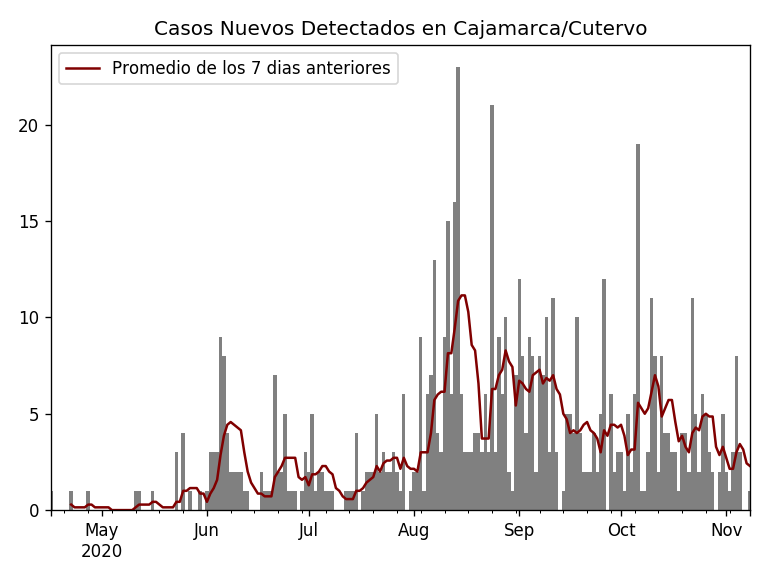 Casos Nuevos Detectados en Cajamarca/Cutervo
Promedio de los 7 dias anteriores
20
15
10
5
0
May Jun Jul Aug Sep Oct Nov
2020